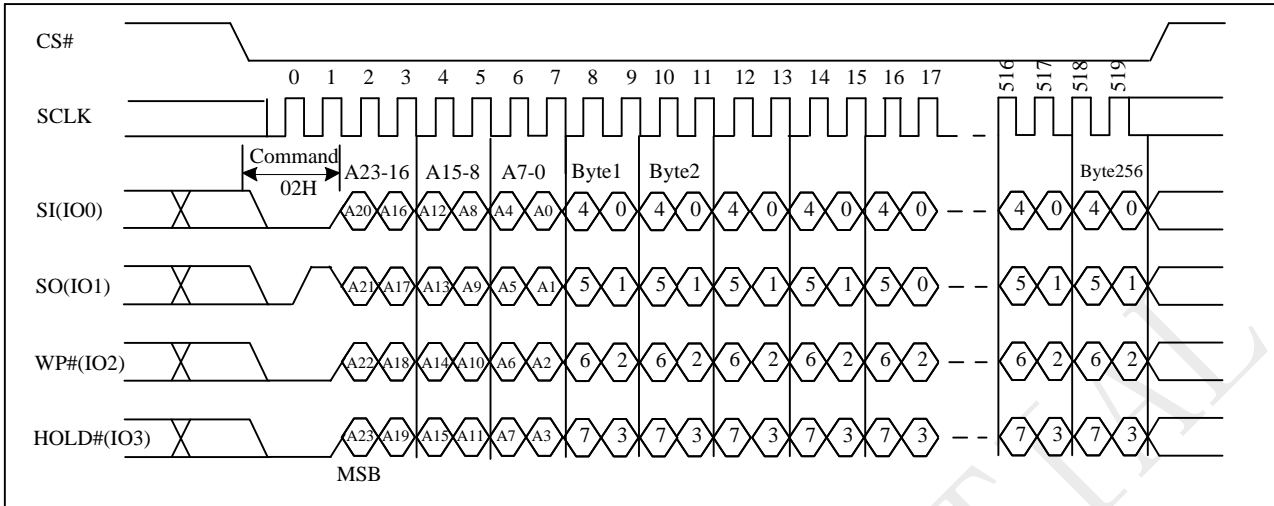 CS#
0 1 2 3 4 5 6 7 8 9 10 11 12 13 14 15 16 17 516 517 518 519
SCLK
Command
02H
A23-16 A15-8 A7-0 Byte1 Byte2 Byte256
SI(IO0) A20 A16 A12 A8 A4 A0 4 0 4 0 4 0 4 0 4 0 4 0 4 0
SO(IO1) A21 A17 A13 A9 A5 A1 5 1 5 1 5 1 5 1 5 0 5 1 5 1
WP#(IO2) A22 A18 A14 A10 A6 A2 6 2 6 2 6 2 6 2 6 2 6 2 6 2
HOLD#(IO3) A23 A19 A15 A11 A7 A3 7 3 7 3 7 3 7 3 7 3 7 3 7 3
MSB